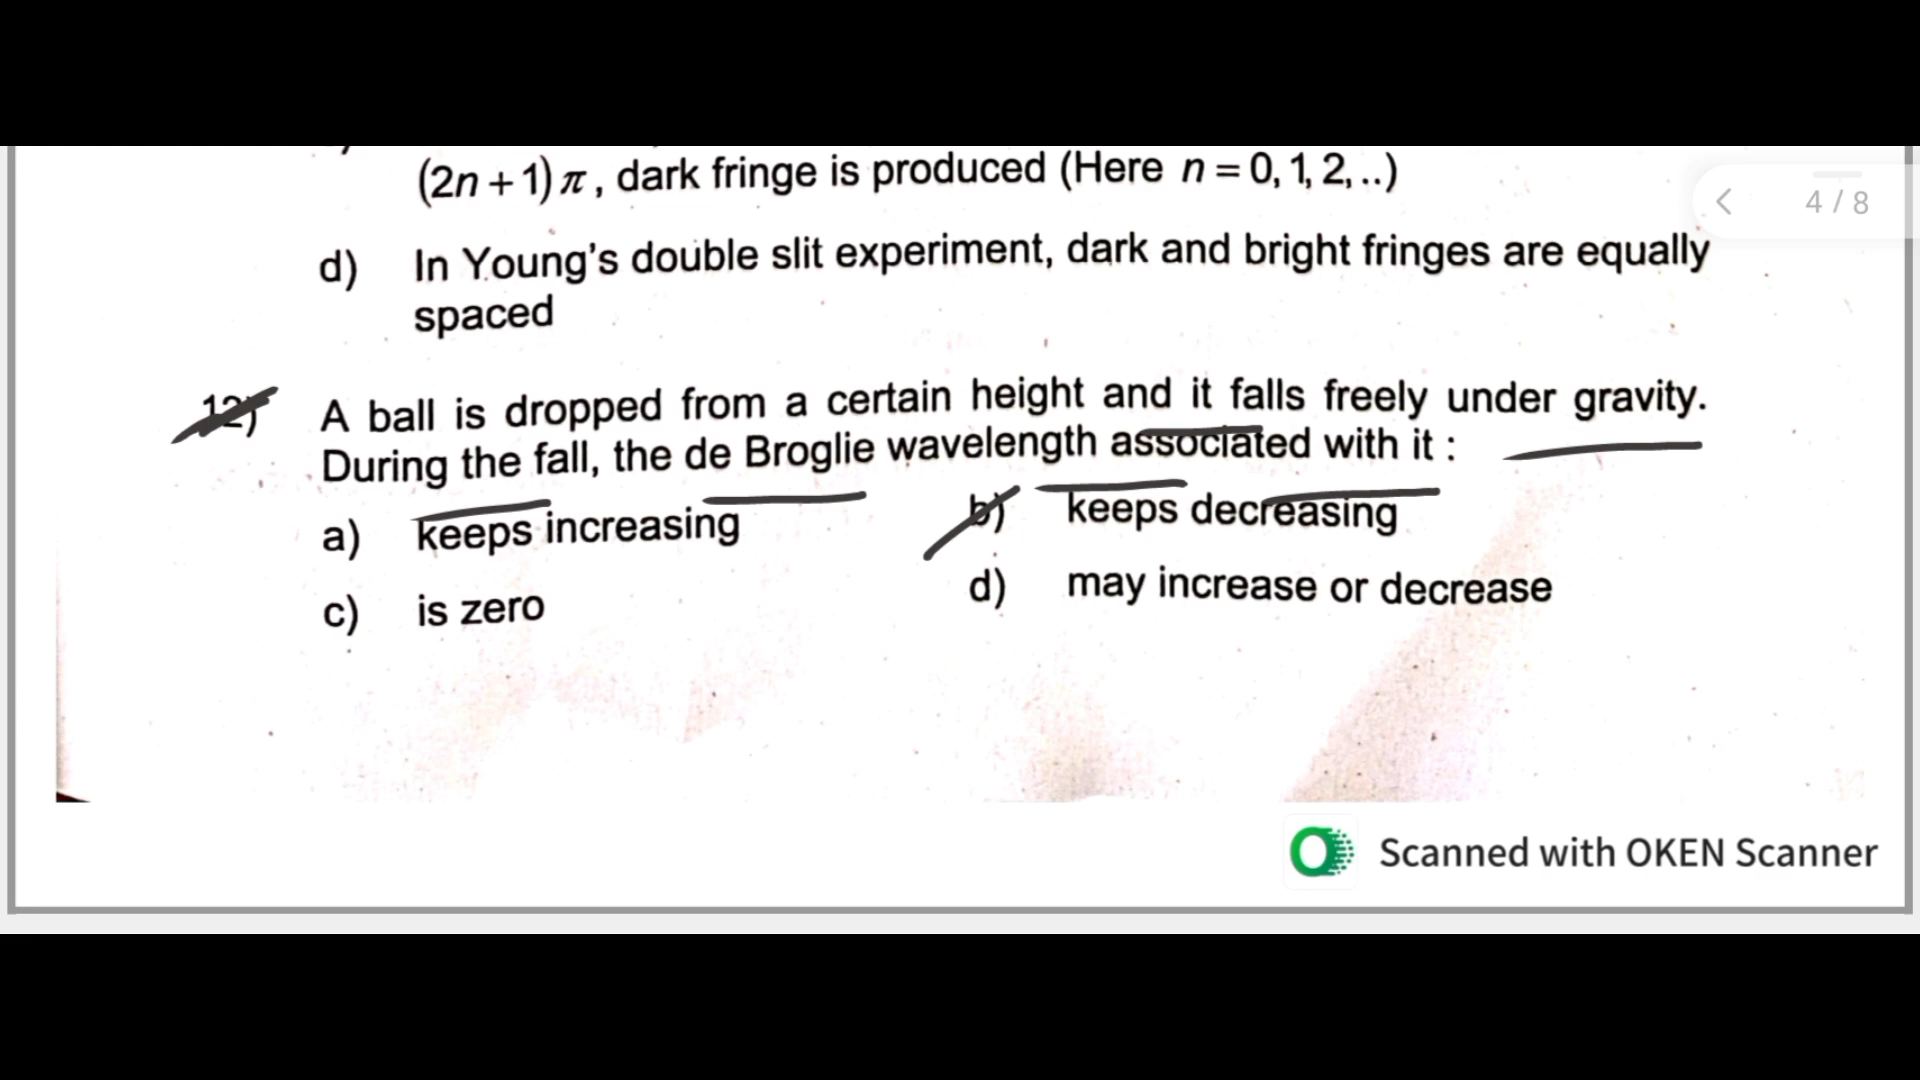 (2n + 1) π, dark fringe is produced (Here n = 0, 1, 2, ..)
4 / 8
d) In Young's double slit experiment, dark and bright fringes are equally
spaced
12) A ball is dropped from a certain height and it falls freely under gravity.
During the fall, the de Broglie wavelength associated with it :
a) keeps increasing b) keeps decreasing
c) is zero d) may increase or decrease
Scanned with OKEN Scanner